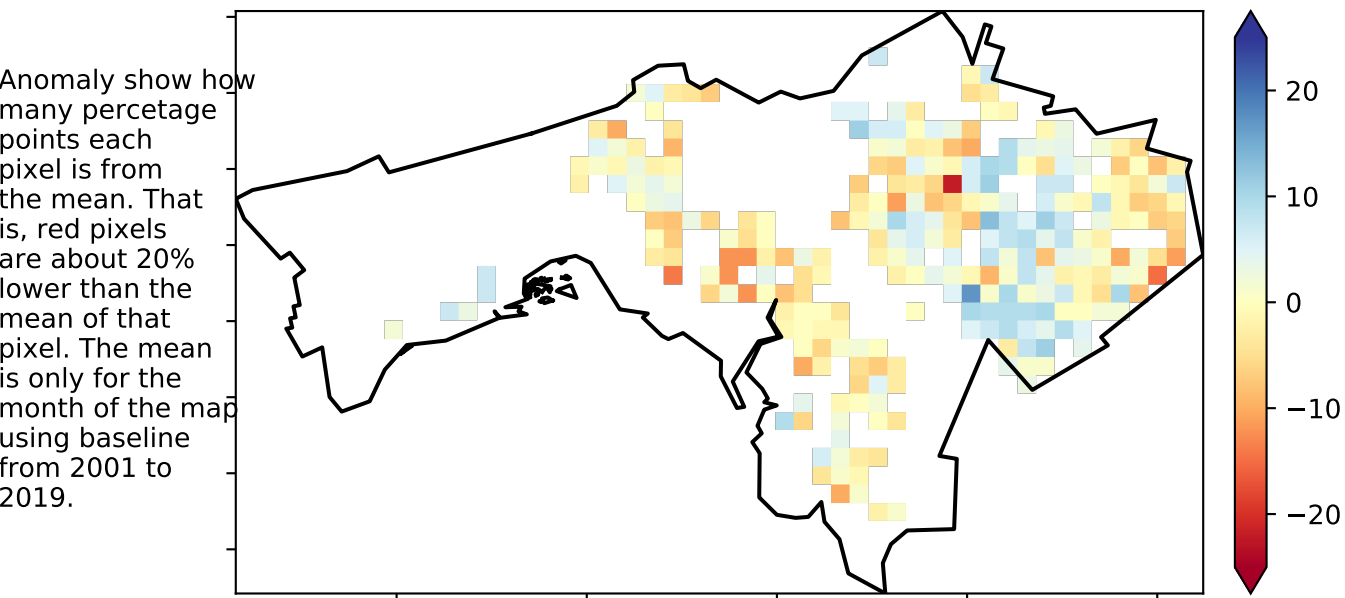 Anomaly show how
many percetage
points each
pixel is from
the mean. That
is, red pixels
are about 20%
lower than the
mean of that
pixel. The mean
is only for the
month of the map
using baseline
from 2001 to
2019.
20
10
0
−10
−20